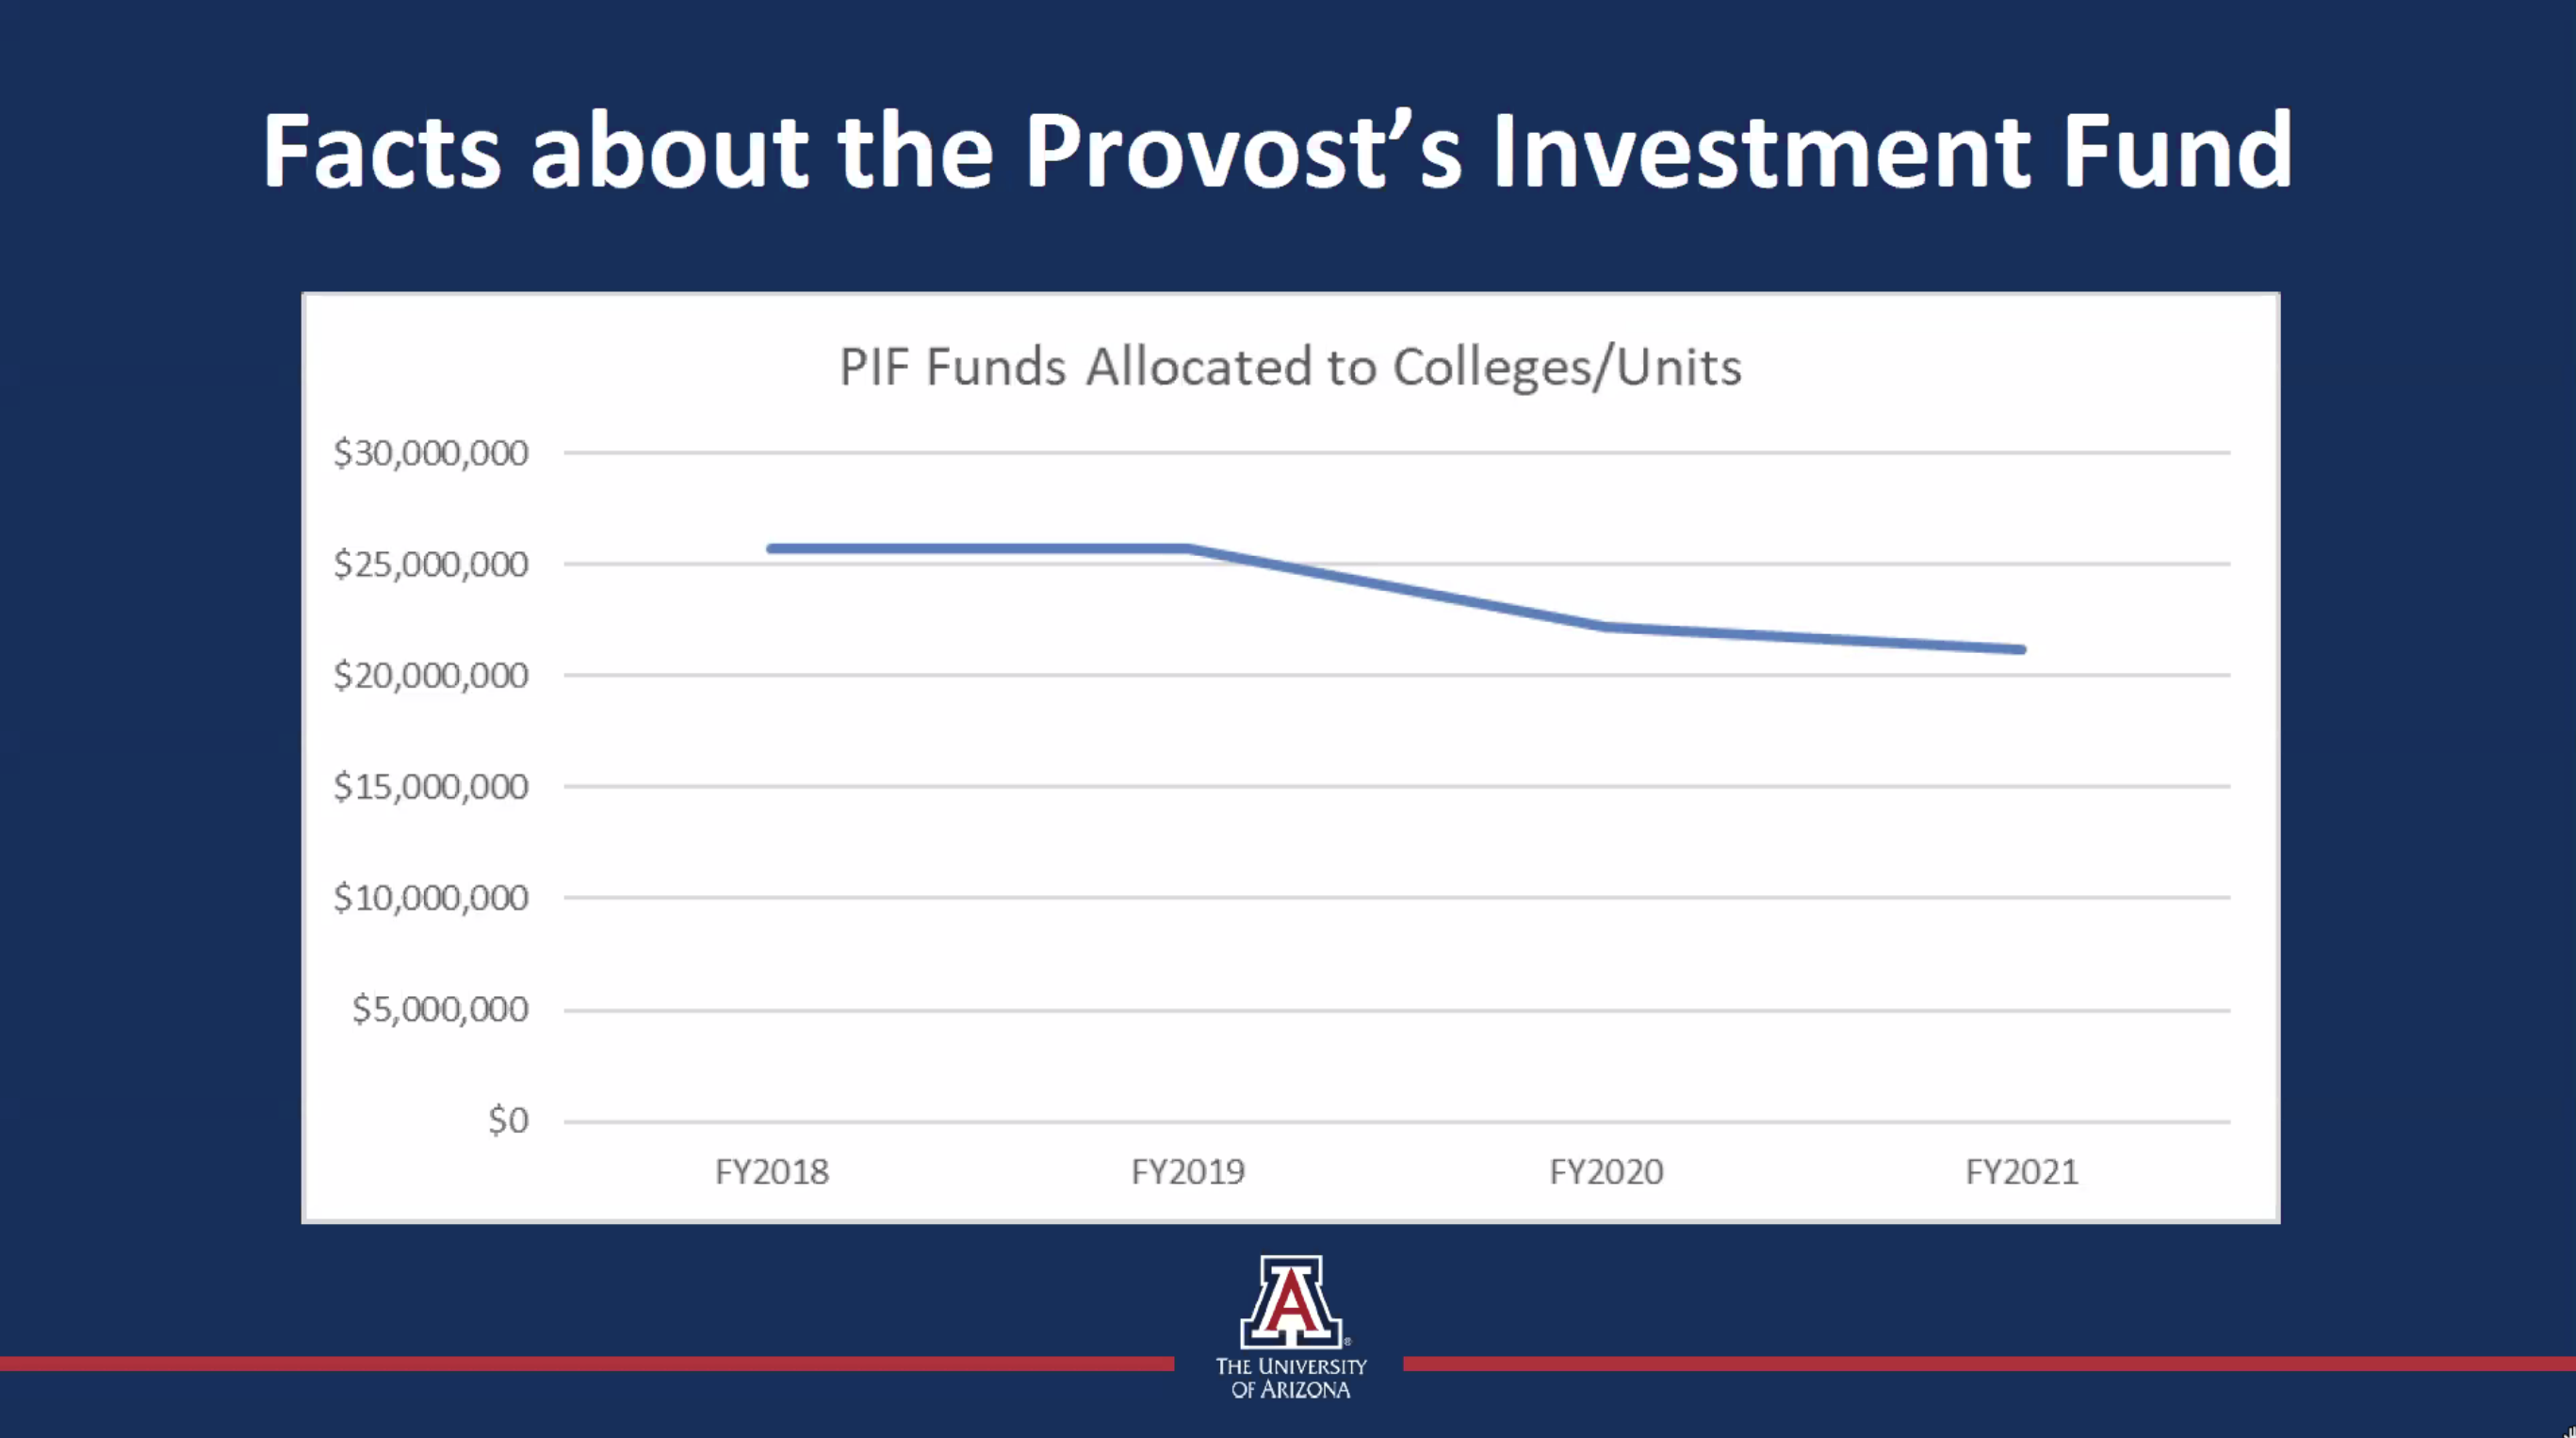 Facts about the Provost’s Investment Fund
PIF Funds Allocated to Colleges/Units
$30,000,000
$25,000,000
$20,000,000
$15,000,000
$10,000,000
$5,000,000
$0
FY2018 FY2019 FY2020 FY2021
A
®
THE UNIVERSITY
OF ARIZONA